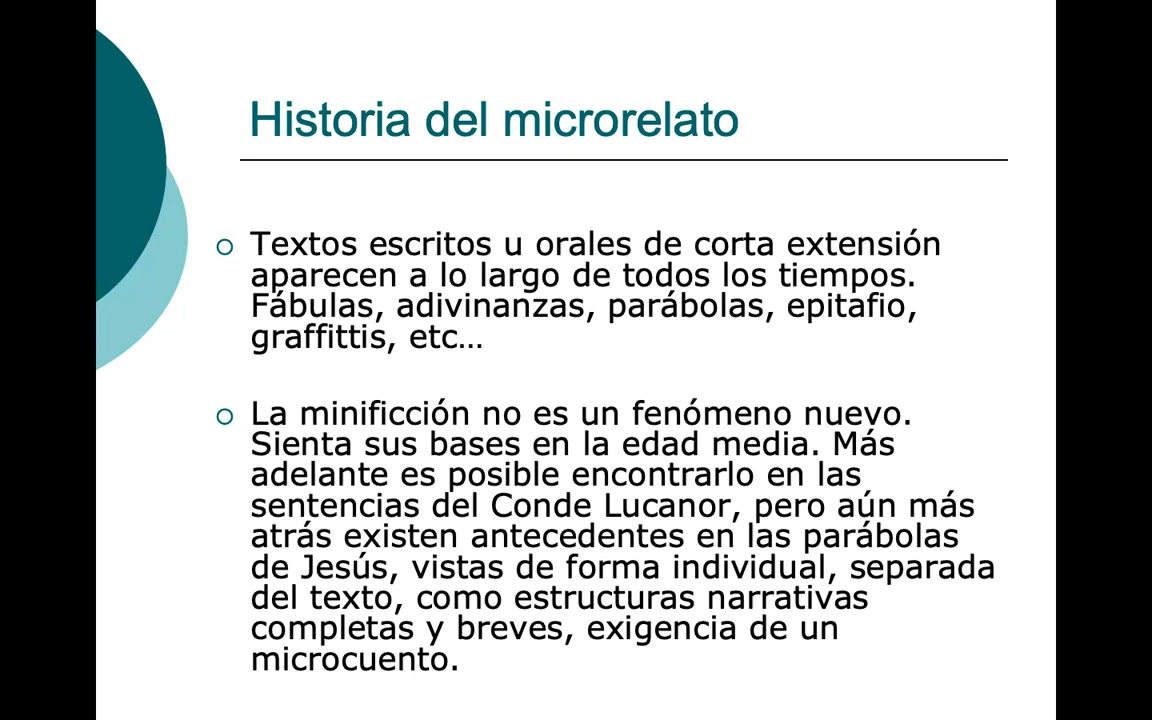 Historia del microrelato
Textos escritos u orales de corta extensión
aparecen a lo largo de todos los tiempos.
Fábulas, adivinanzas, parábolas, epitafio,
graffittis, etc…
La minificción no es un fenómeno nuevo.
Sienta sus bases en la edad media. Más
adelante es posible encontrarlo en las
sentencias del Conde Lucanor, pero aún más
atrás existen antecedentes en las parábolas
de Jesús, vistas de forma individual, separada
del texto, como estructuras narrativas
completas y breves, exigencia de un
microcuento.